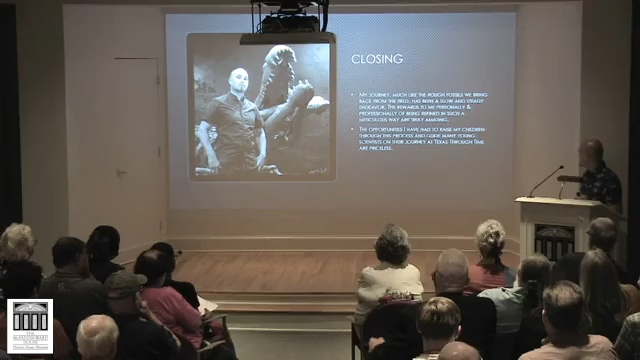 CLOSING
• MY JOURNEY, MUCH LIKE THE ROUGH FOSSILS WE BRING
BACK FROM THE FIELD, HAS BEEN A SLOW AND STEADY
ENDEAVOR. THE REWARDS TO ME PERSONALLY &
PROFESSIONALLY OF BEING REFINED IN SUCH A
METICULOUS WAY ARE TRULY AMAZING.
• THE OPPORTUNITIES I HAVE HAD TO RAISE MY CHILDREN
THROUGH THIS PROCESS AND GUIDE MANY YOUNG
SCIENTISTS ON THEIR JOURNEY AT TEXAS THROUGH TIME
ARE PRICELESS.
THE
HOUSE